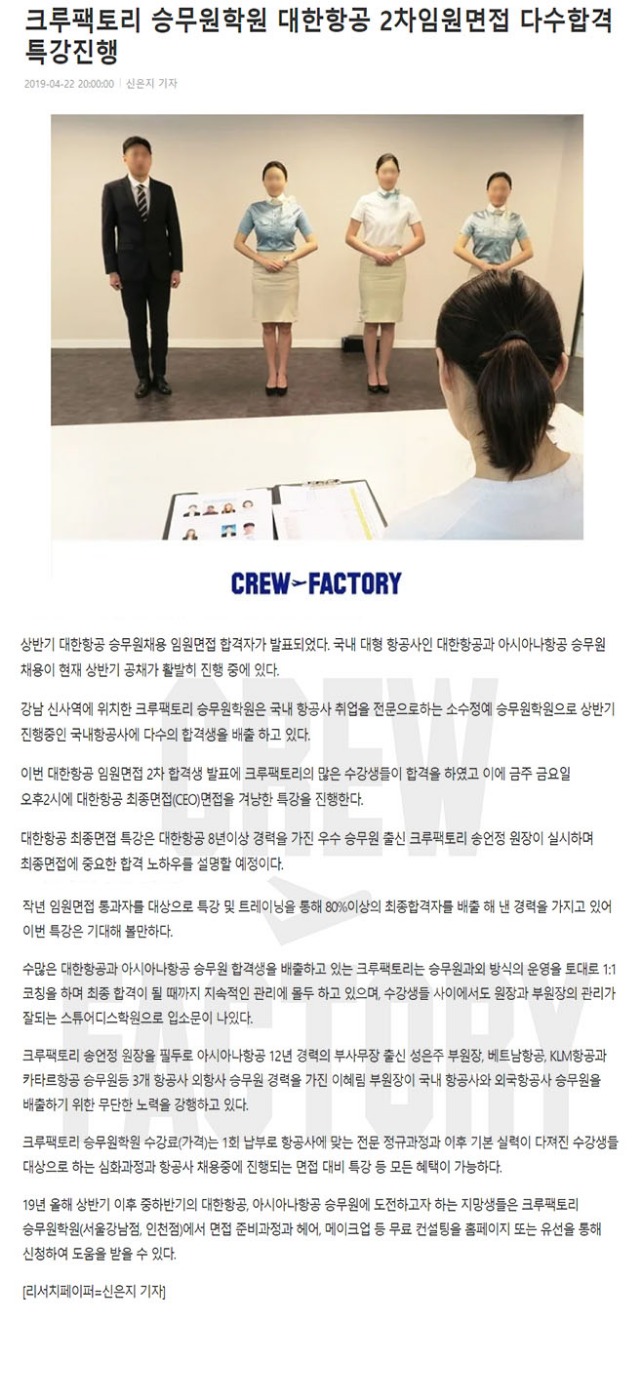 크루팩토리 승무원학원 대한항공 2차임원면접 다수합격
특강진행
2019-04-22 20:00:00 | 신은지 기자
CREW FACTORY
상반기 대한항공 승무원채용 임원면접 합격자가 발표되었다. 국내 대형 항공사인 대한항공과 아시아나항공 승무원
채용이 현재 상반기 공채가 활발히 진행 중에 있다.
강남 신사역에 위치한 크루팩토리 승무원학원은 국내 항공사 취업을 전문으로하는 소수정예 승무원학원으로 상반기
진행중인 국내항공사에 다수의 합격생을 배출 하고 있다.
이번 대한항공 임원면접 2차 합격생 발표에 크루팩토리의 많은 수강생들이 합격을 하였고 이에 금주 금요일
오후2시에 대한항공 최종면접(CEO)면접을 겨냥한 특강을 진행한다.
대한항공 최종면졉 특강은 대한항공 8년이상 경력을 가진 우수 승무원 출신 크루팩토리 송언정 원장이 실시하며
최종면접에 중요한 합격 노하우를 설명할 예정이다.
작년 임원면접 통과자를 대상으로 특강 및 트레이닝을 통해 80%이상의 최종합격자를 배출 해 낸 경력을 가지고 있어
이번 특강은 기대해 볼만하다.
수많은 대한항공과 아시아나항공 승무원 합격생을 배출하고 있는 크루팩토리는 승무원과외 방식의 운영을 토대로 1:1
코칭을 하며 최종 합격이 될 때까지 지속적인 관리에 몰두 하고 있으며, 수강생들 사이에서도 원장과 부원장의 관리가
잘되는 스튜어디스학원으로 입소문이 나있다.
크루팩토리 송언정 원장을 필두로 아시아나항공 12년 경력의 부사무장 출신 성은주 부원장, 베트남항공, KLM항공과
카타르항공 승무원등 3개 항공사 외항사 승무원 경력을 가진 이혜림 부원장이 국내 항공사와 외국항공사 승무원을
배출하기 위한 무단한 노력을 강행하고 있다.
크루팩토리 승무원학원 수강료(가격)는 1회 납부로 항공사에 맞는 전문 정규과정과 이후 기본 실력이 다져진 수강생들
대상으로 하는 심화과정과 항공사 채용중에 진행되는 면접 대비 특강 등 모든 혜택이 가능하다.
19년 올해 상반기 이후 중하반기의 대한항공, 아시아나항공 승무원에 도전하고자 하는 지망생들은 크루팩토리
승무원학원(서울강남점, 인천점)에서 면접 준비과정과 헤어, 메이크업 등 무료 컨설팅을 홈페이지 또는 유선을 통해
신청하여 도움을 받을 수 있다.
[리서치페이퍼=신은지 기자]
CREW
FACTORY